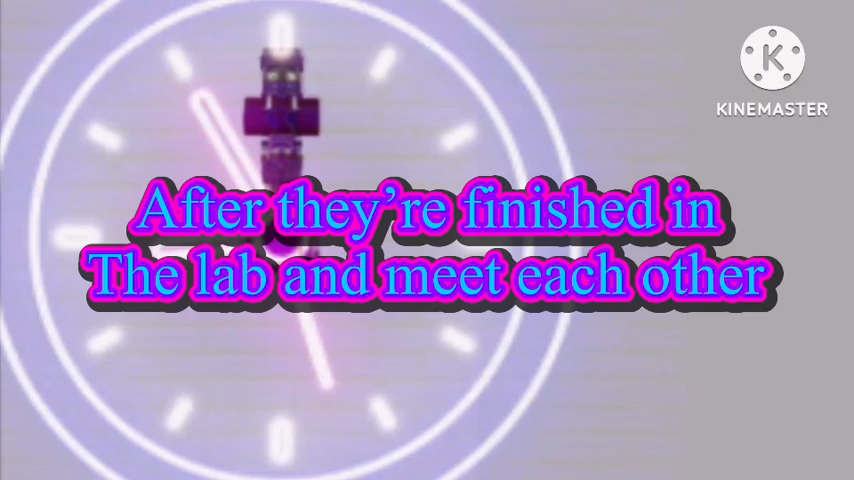 KINEMASTER
After they're finished in
The lab and meet each other